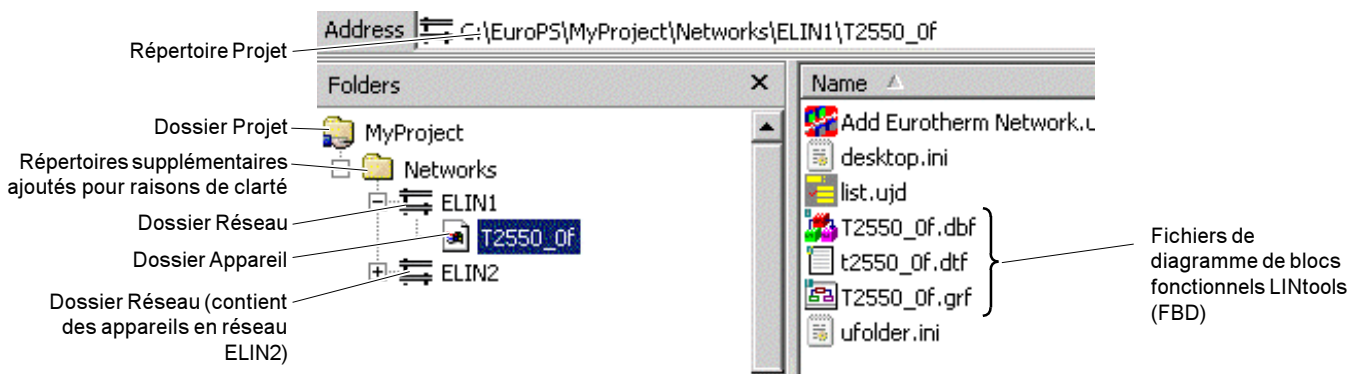 Address C:\EuroPS\MyProject\Networks\ELIN1\T2550_0f
Répertoire Projet
Folders
Name
Dossier Projet
MyProject
Répertoires supplémentaires
ajoutés pour raisons de clarté
Networks
Dossier Réseau
ELIN1
Dossier Appareil
T2550_0f
Dossier Réseau (contient
des appareils en réseau
ELIN2)
ELIN2
Add Eurotherm Network.u
desktop.ini
list.ujd
T2550_0f.dbf
t2550_0f.dtf
T2550_0f.grf
ufolder.ini
Fichiers de
diagramme de blocs
fonctionnels LINtools
(FBD)